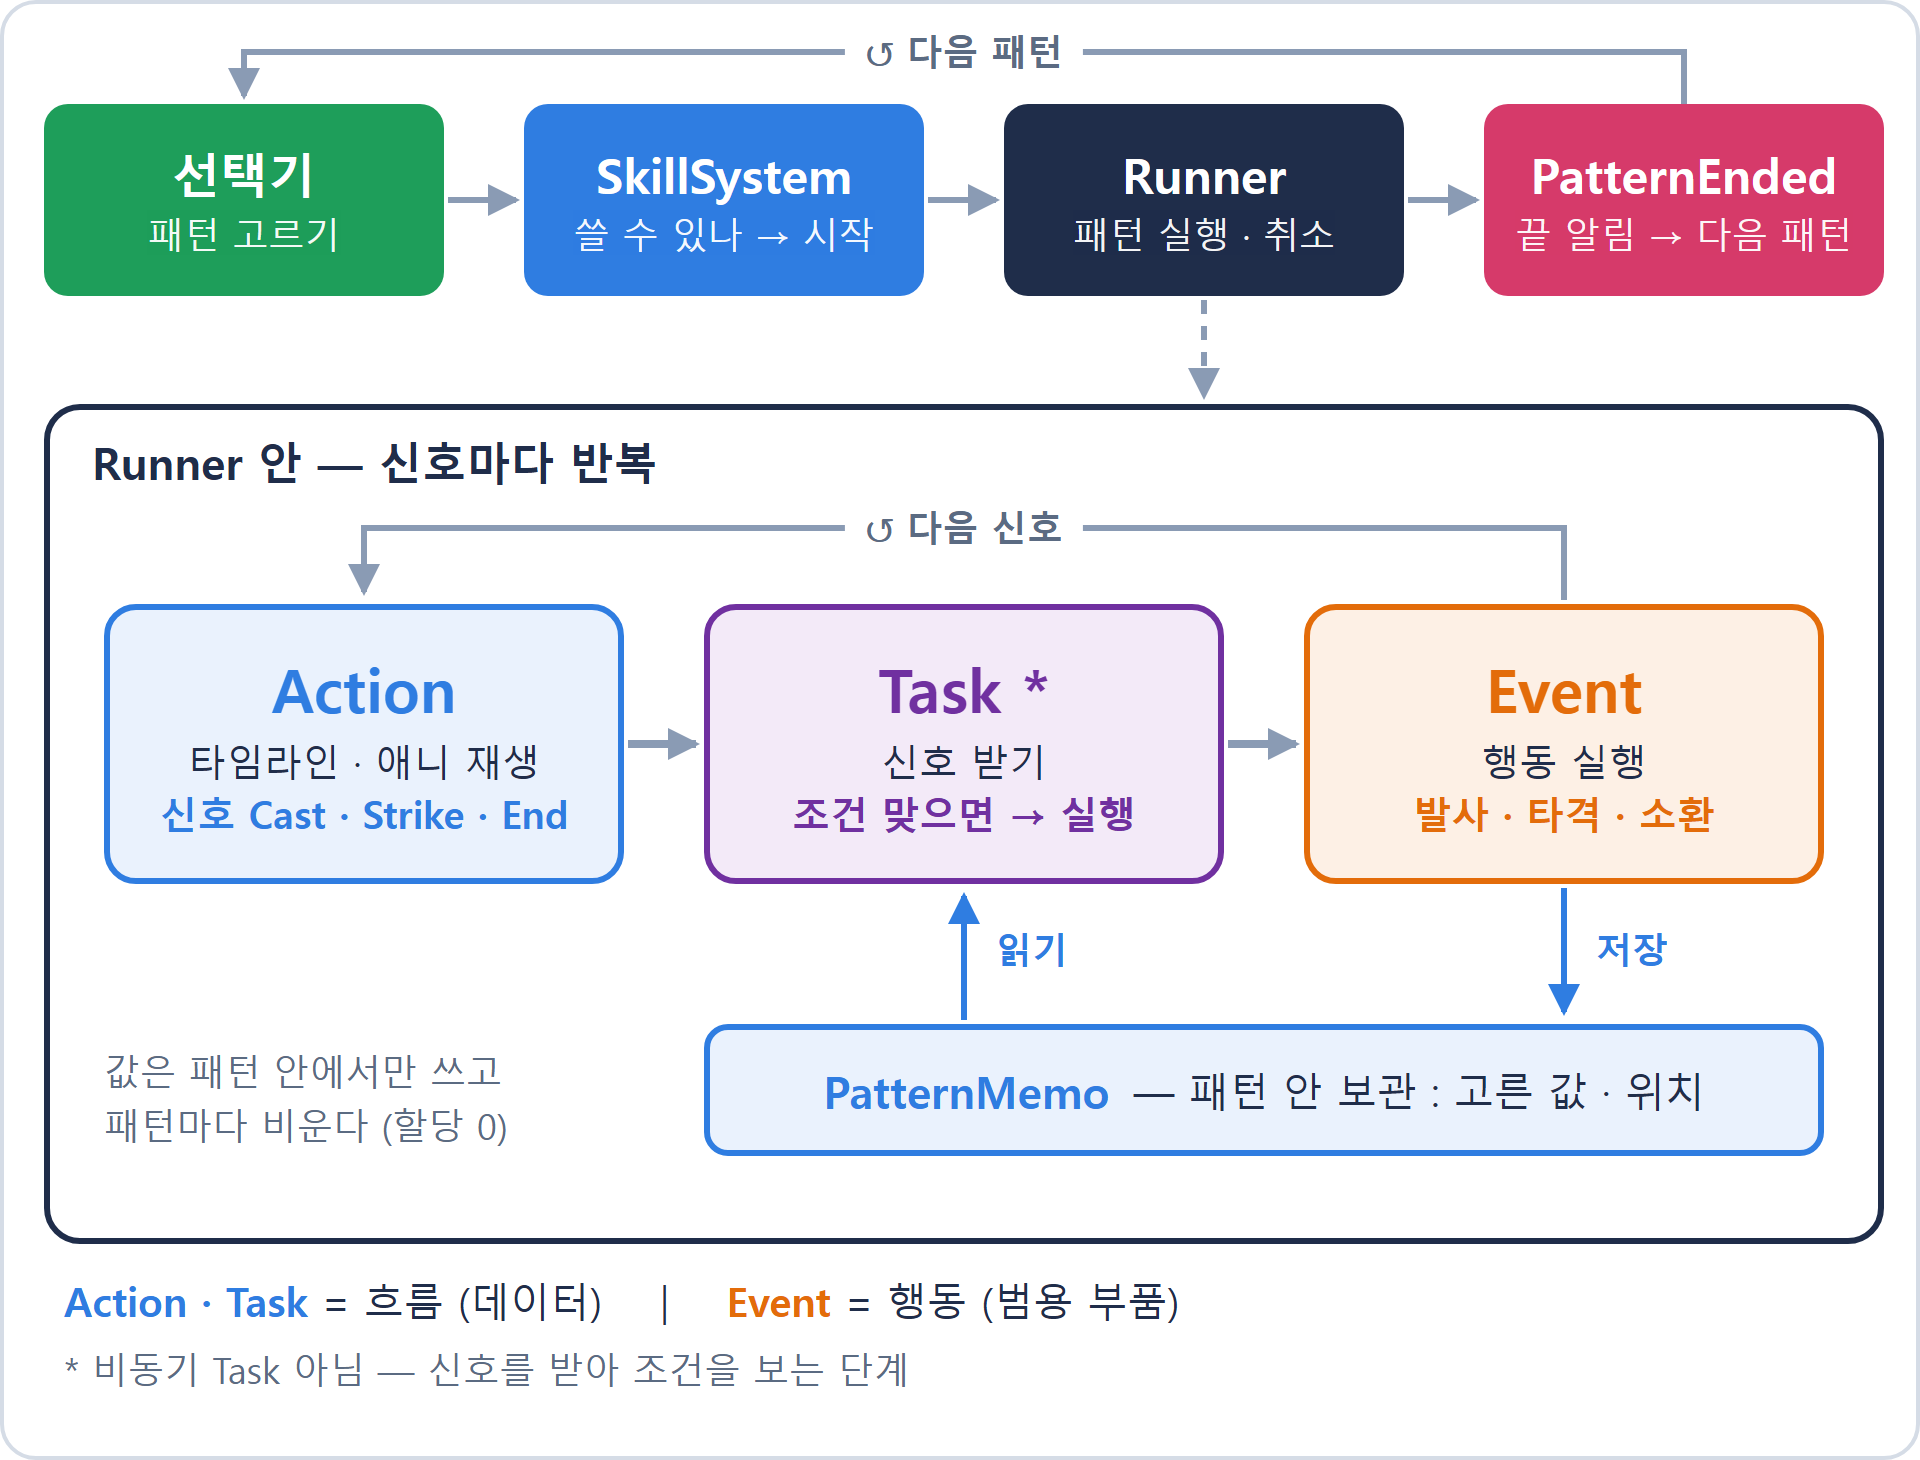 ↺ 다음 패턴
선택기
패턴 고르기
SkillSystem
쓸 수 있나 → 시작
Runner
패턴 실행 · 취소
PatternEnded
끝 알림 → 다음 패턴
Runner 안 — 신호마다 반복
↺ 다음 신호
Action
타임라인 · 애니 재생
신호 Cast · Strike · End
Task *
신호 받기
조건 맞으면 → 실행
Event
행동 실행
발사 · 타격 · 소환
읽기
저장
값은 패턴 안에서만 쓰고
패턴마다 비운다 (할당 0)
PatternMemo — 패턴 안 보관 : 고른 값 · 위치
Action · Task = 흐름 (데이터) | Event = 행동 (범용 부품)
* 비동기 Task 아님 — 신호를 받아 조건을 보는 단계